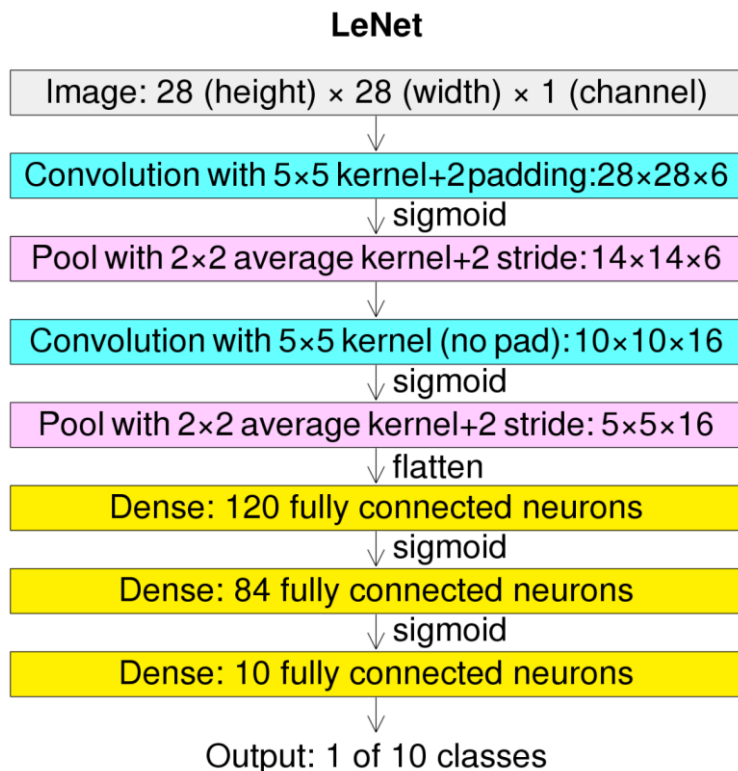 LeNet
Image: 28 (height) × 28 (width) × 1 (channel)
Convolution with 5×5 kernel+2padding:28×28×6
sigmoid
Pool with 2×2 average kernel+2 stride:14×14×6
Convolution with 5×5 kernel (no pad):10×10×16
sigmoid
Pool with 2×2 average kernel+2 stride: 5×5×16
flatten
Dense: 120 fully connected neurons
sigmoid
Dense: 84 fully connected neurons
sigmoid
Dense: 10 fully connected neurons
Output: 1 of 10 classes